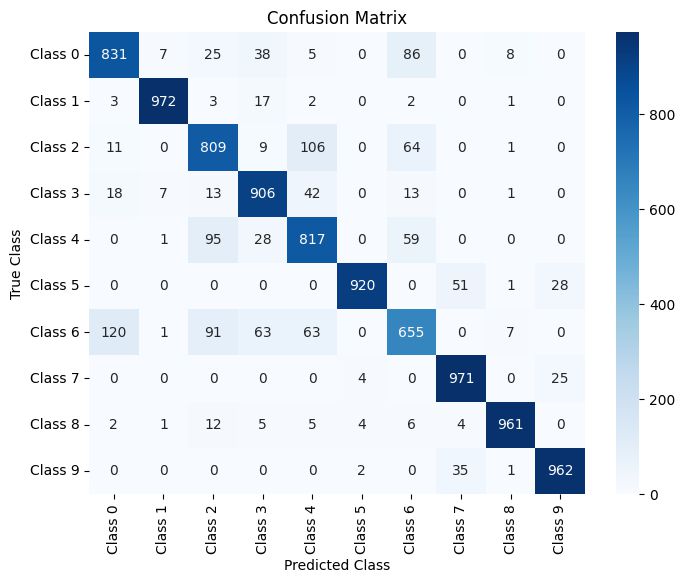 Confusion Matrix
Class 0 831 7 25 38 5 0 86 0 8 0
Class 1 3 972 3 17 2 0 2 0 1 0
Class 2 11 0 809 9 106 0 64 0 1 0
Class 3 18 7 13 906 42 0 13 0 1 0
Class 4 0 1 95 28 817 0 59 0 0 0
Class 5 0 0 0 0 0 920 0 51 1 28
Class 6 120 1 91 63 63 0 655 0 7 0
Class 7 0 0 0 0 0 4 0 971 0 25
Class 8 2 1 12 5 5 4 6 4 961 0
Class 9 0 0 0 0 0 2 0 35 1 962
Class 0 Class 1 Class 2 Class 3 Class 4 Class 5 Class 6 Class 7 Class 8 Class 9
Predicted Class
True Class
800
600
400
200
0